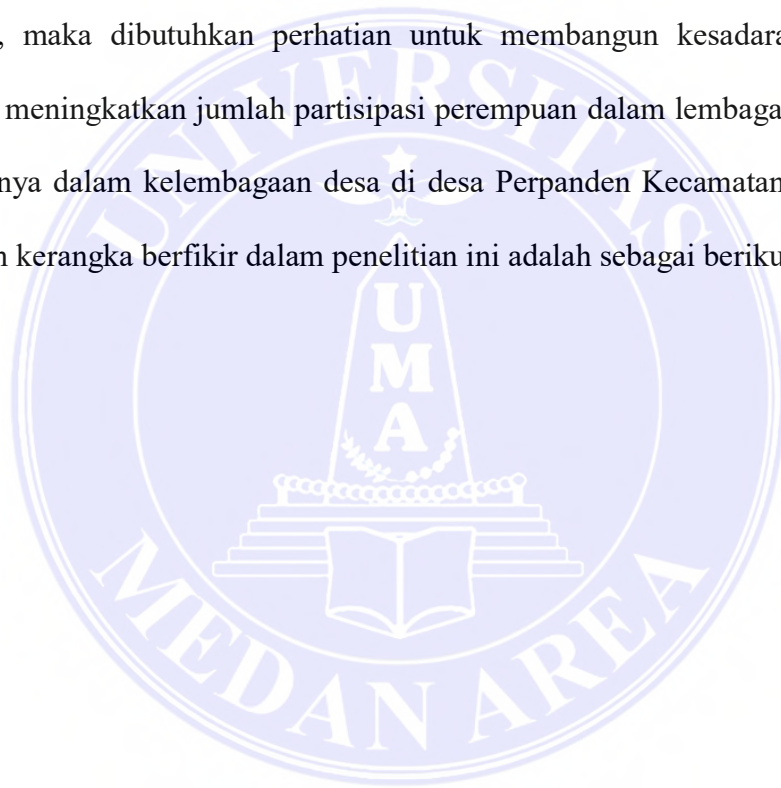 , maka dibutuhkan perhatian untuk membangun kesadara
meningkatkan jumlah partisipasi perempuan dalam lembaga
nya dalam kelembagaan desa di desa Perpanden Kecamatan
kerangka berfikir dalam penelitian ini adalah sebagai beriku
UNIVERSITAS
U
M
A
MEDAN AREA